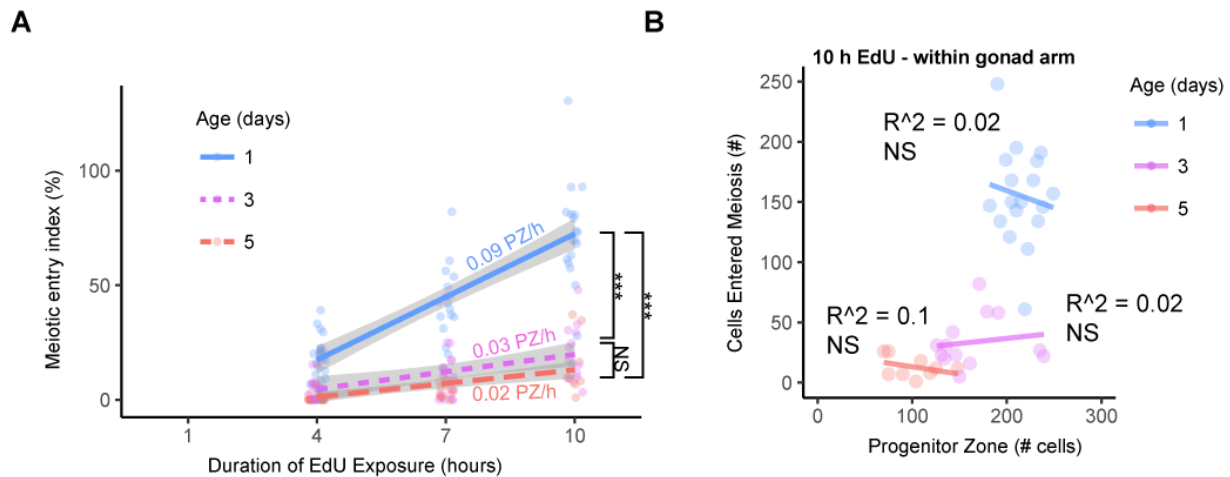 A
Age (days)
1
3
5
Meiotic entry index (%)
100
50
0
0.09 PZ/h
0.03 PZ/h
0.02 PZ/h
***
***
NS
1
4
7
10
Duration of EdU Exposure (hours)
B
10 h EdU - within gonad arm
Cells Entered Meiosis (#)
250
200
150
100
50
0
R^2 = 0.02
NS
R^2 = 0.1
NS
R^2 = 0.02
NS
0
100
200
300
Progenitor Zone (# cells)
Age (days)
1
3
5